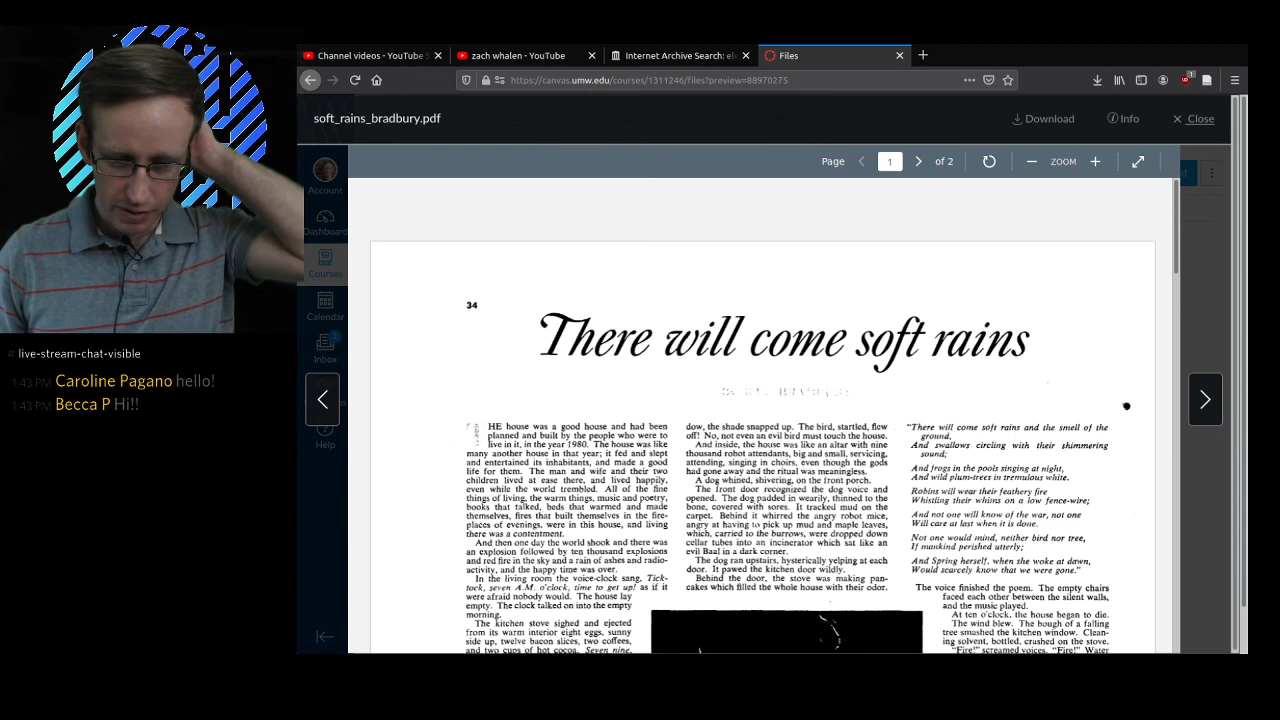 Channel videos - YouTube S
zach whalen - YouTube
Internet Archive Search: ele
Files
https://canvas.umw.edu/courses/1311246/files?preview=88970275
soft_rains_bradbury.pdf
Download
Info
Close
Page
1
of 2
ZOOM
Account
Dashboard
Courses
Calendar
Inbox
Help
# live-stream-chat-visible
1:43 PM Caroline Pagano hello!
1:43 PM Becca P Hi!!
34
There will come soft rains
THE house was a good house and had been
planned and built by the people who were to
live in it, in the year 1980. The house was like
many another house in that year; it fed and slept
and entertained its inhabitants, and made a good
life for them. The man and wife and their two
children lived at ease there, and lived happily,
even while the world trembled. All of the fine
things of living, the warm things, music and poetry,
books that talked, beds that warmed and made
themselves, fires that built themselves in the fire-
places of evenings, were in this house, and living
there was a contentment.
And then one day the world shook and there was
an explosion followed by ten thousand explosions
and red fire in the sky and a rain of ashes and radio-
activity, and the happy time was over.
In the living room the voice-clock sang, Tick-
tock, seven A.M. o'clock, time to get up! as if it
were afraid nobody would. The house lay
empty. The clock talked on into the empty
morning.
The kitchen stove sighed and ejected
from its warm interior eight eggs, sunny
side up, twelve bacon slices, two coffees,
and two cups of hot cocoa. Seven nine,
dow, the shade snapped up. The bird, startled, flew
off! No, not even an evil bird must touch the house.
And inside, the house was like an altar with nine
thousand robot attendants, big and small, servicing,
attending, singing in choirs, even though the gods
had gone away and the ritual was meaningless.
A dog whined, shivering, on the front porch.
The front door recognized the dog voice and
opened. The dog padded in wearily, thinned to the
bone, covered with sores. It tracked mud on the
carpet. Behind it whirred the angry robot mice,
angry at having to pick up mud and maple leaves,
which, carried to the burrows, were dropped down
cellar tubes into an incinerator which sat like an
evil Baal in a dark corner.
The dog ran upstairs, hysterically yelping at each
door. It pawed the kitchen door wildly.
Behind the door, the stove was making pan-
cakes which filled the whole house with their odor.
"There will come soft rains and the smell of the
ground,
And swallows circling with their shimmering
sound;
And frogs in the pools singing at night,
And wild plum-trees in tremulous white.
Robins will wear their feathery fire
Whistling their whims on a low fence-wire;
And not one will know of the war, not one
Will care at last when it is done.
Not one would mind, neither bird nor tree,
If mankind perished utterly;
And Spring herself, when she woke at dawn,
Would scarcely know that we were gone."
The voice finished the poem. The empty chairs
faced each other between the silent walls,
and the music played.
At ten o'clock, the house began to die.
The wind blew. The bough of a falling
tree smashed the kitchen window. Clean-
ing solvent, bottled, crashed on the stove.
"Fire!" screamed voices. "Fire!" Water